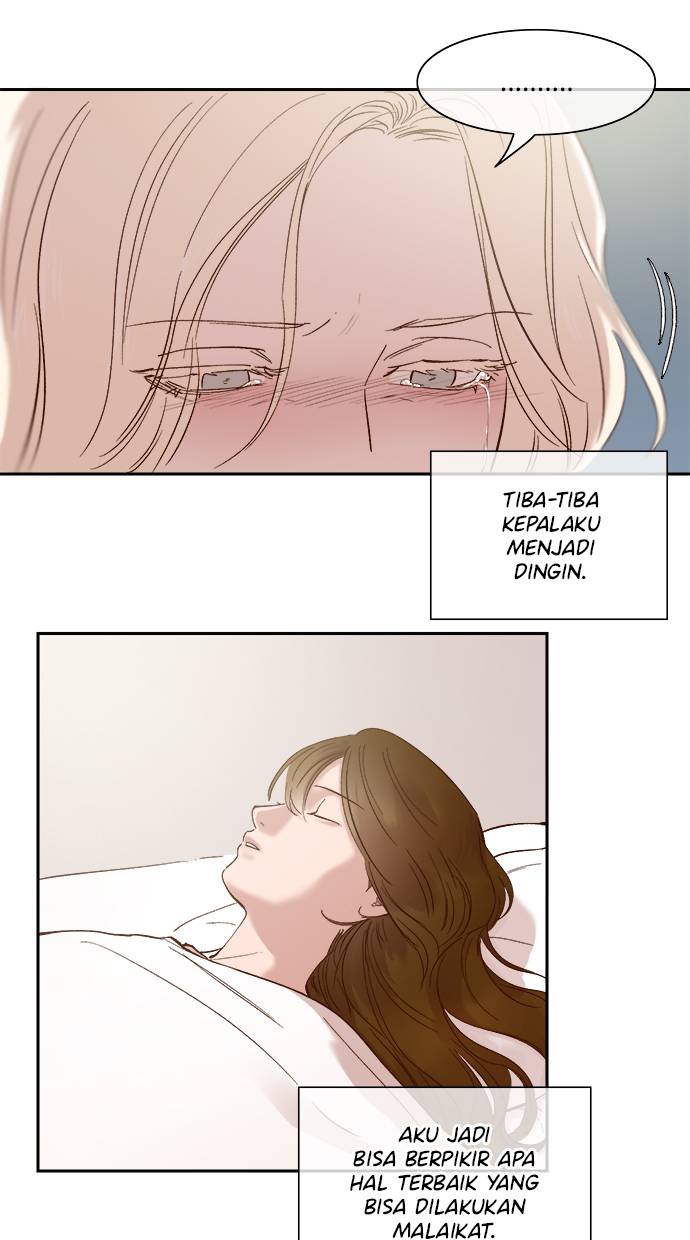 ..........
TIBA-TIBA
KEPALAKU
MENJADI
DINGIN.
AKU JADI
BISA BERPIKIR APA
HAL TERBAIK YANG
BISA DILAKUKAN
MALAIKAT.